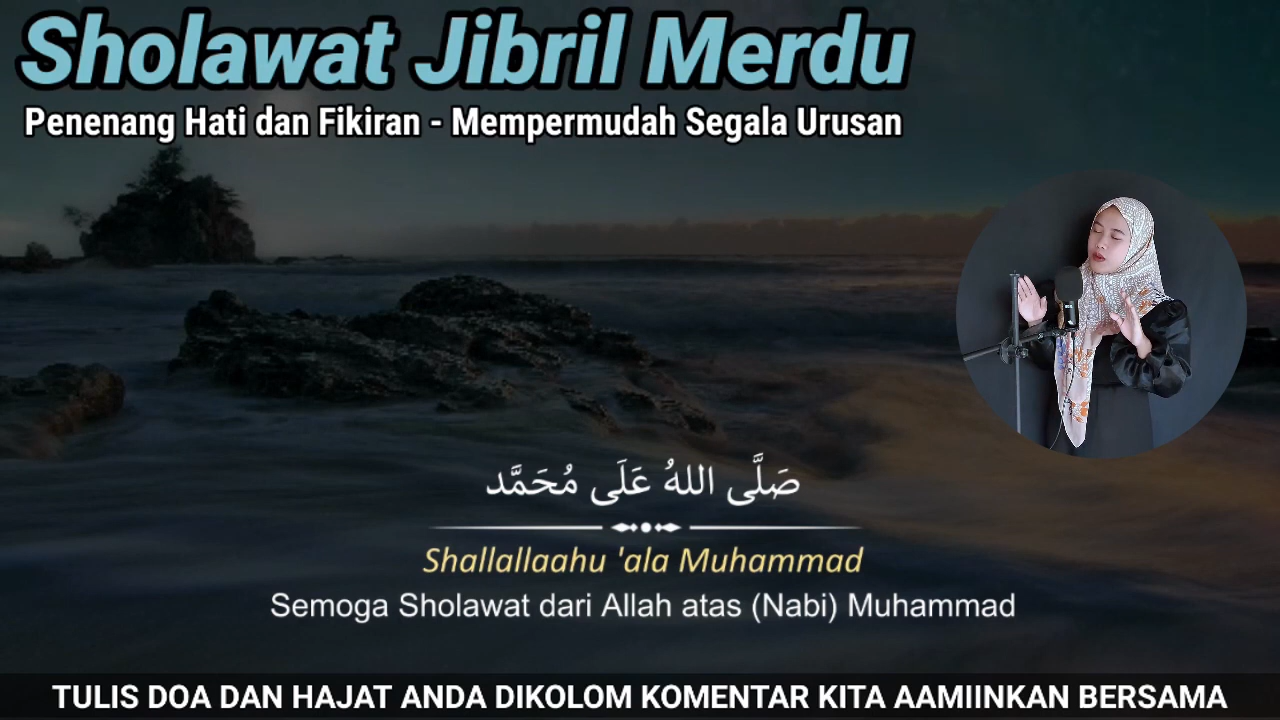 Sholawat Jibril Merdu
Penenang Hati dan Fikiran - Mempermudah Segala Urusan
صَلَّى اللهُ عَلَى مُحَمَّد
Shallallaahu 'ala Muhammad
Semoga Sholawat dari Allah atas (Nabi) Muhammad
TULIS DOA DAN HAJAT ANDA DIKOLOM KOMENTAR KITA AAMIINKAN BERSAMA